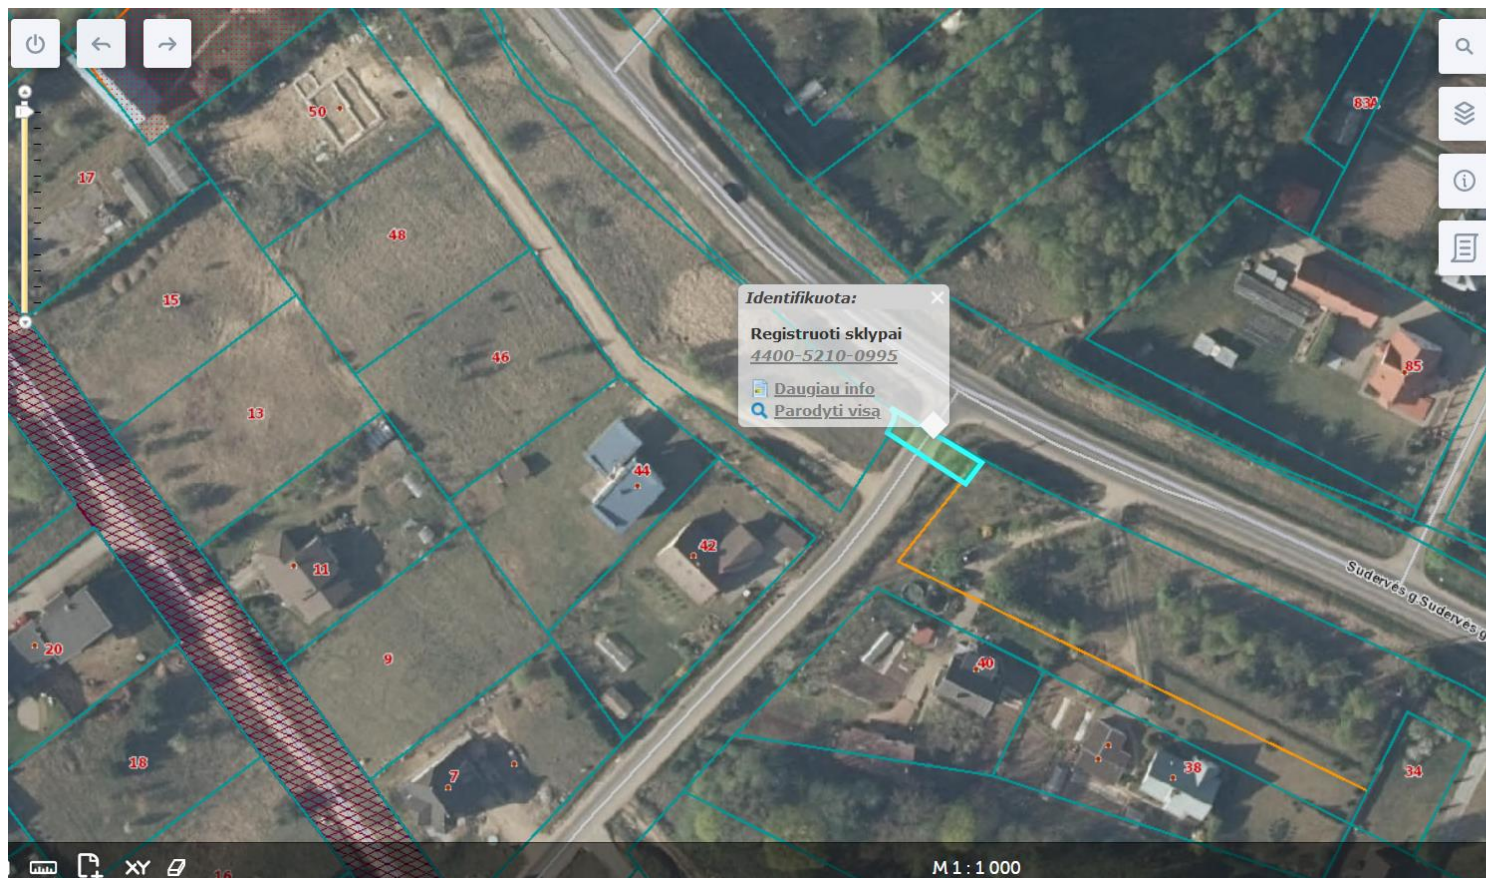 50
83A
17
48
15
Identifikuota:
Registruoti sklypai
4400-5210-0995
Daugiau info
Parodyti visą
46
85
13
44
42
11
Sudervės g.Sudervės g
20
9
40
18
7
38
34
16
XY
M 1 : 1 000